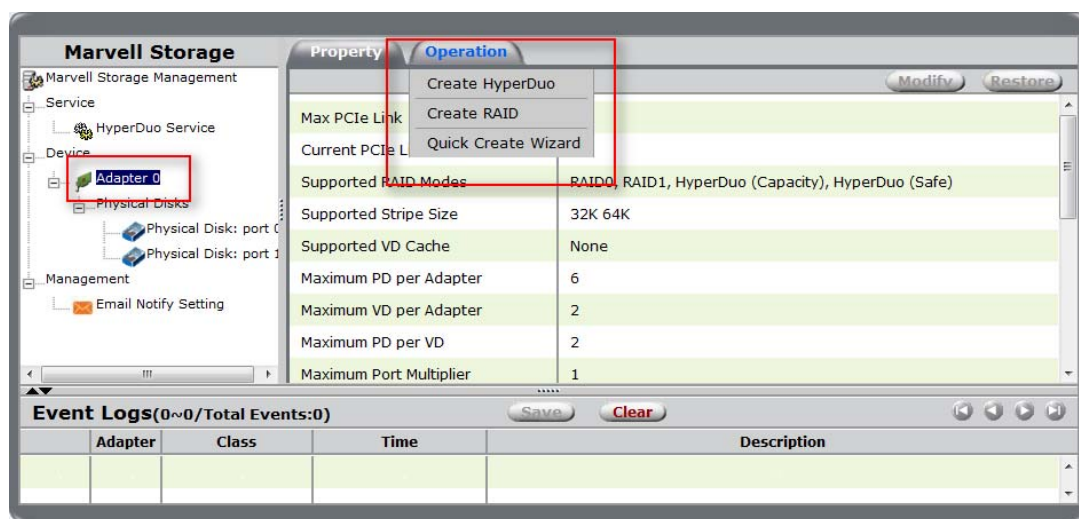 Marvell Storage
Marvell Storage Management
Service
HyperDuo Service
Device
Adapter 0
Physical Disks
Physical Disk: port
Physical Disk: port 1
Management
Email Notify Setting
Property
Operation
Create HyperDuo
Create RAID
Quick Create Wizard
Modify
Restore
Max PCIe Link
Current PCIe L
Supported RAID Modes RAID0, RAID1, HyperDuo (Capacity), HyperDuo (Safe)
Supported Stripe Size 32K 64K
Supported VD Cache None
Maximum PD per Adapter 6
Maximum VD per Adapter 2
Maximum PD per VD 2
Maximum Port Multiplier 1
Event Logs(0~0/Total Events:0) Save Clear
Adapter Class Time Description